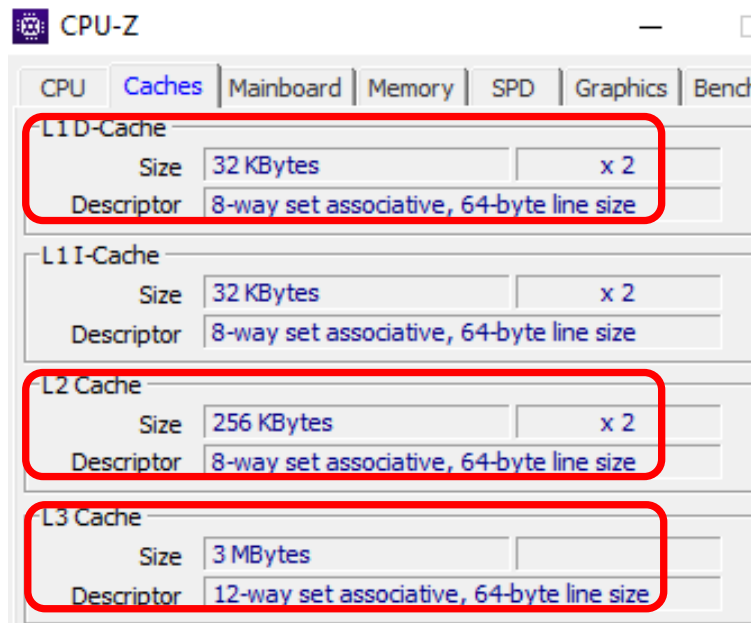 CPU-Z
CPU Caches Mainboard Memory SPD Graphics
L1 D-Cache
Size 32 KBytes x 2
Descriptor 8-way set associative, 64-byte line size
L1 I-Cache
Size 32 KBytes x 2
Descriptor 8-way set associative, 64-byte line size
L2 Cache
Size 256 KBytes x 2
Descriptor 8-way set associative, 64-byte line size
L3 Cache
Size 3 MBytes
Descriptor 12-way set associative, 64-byte line size